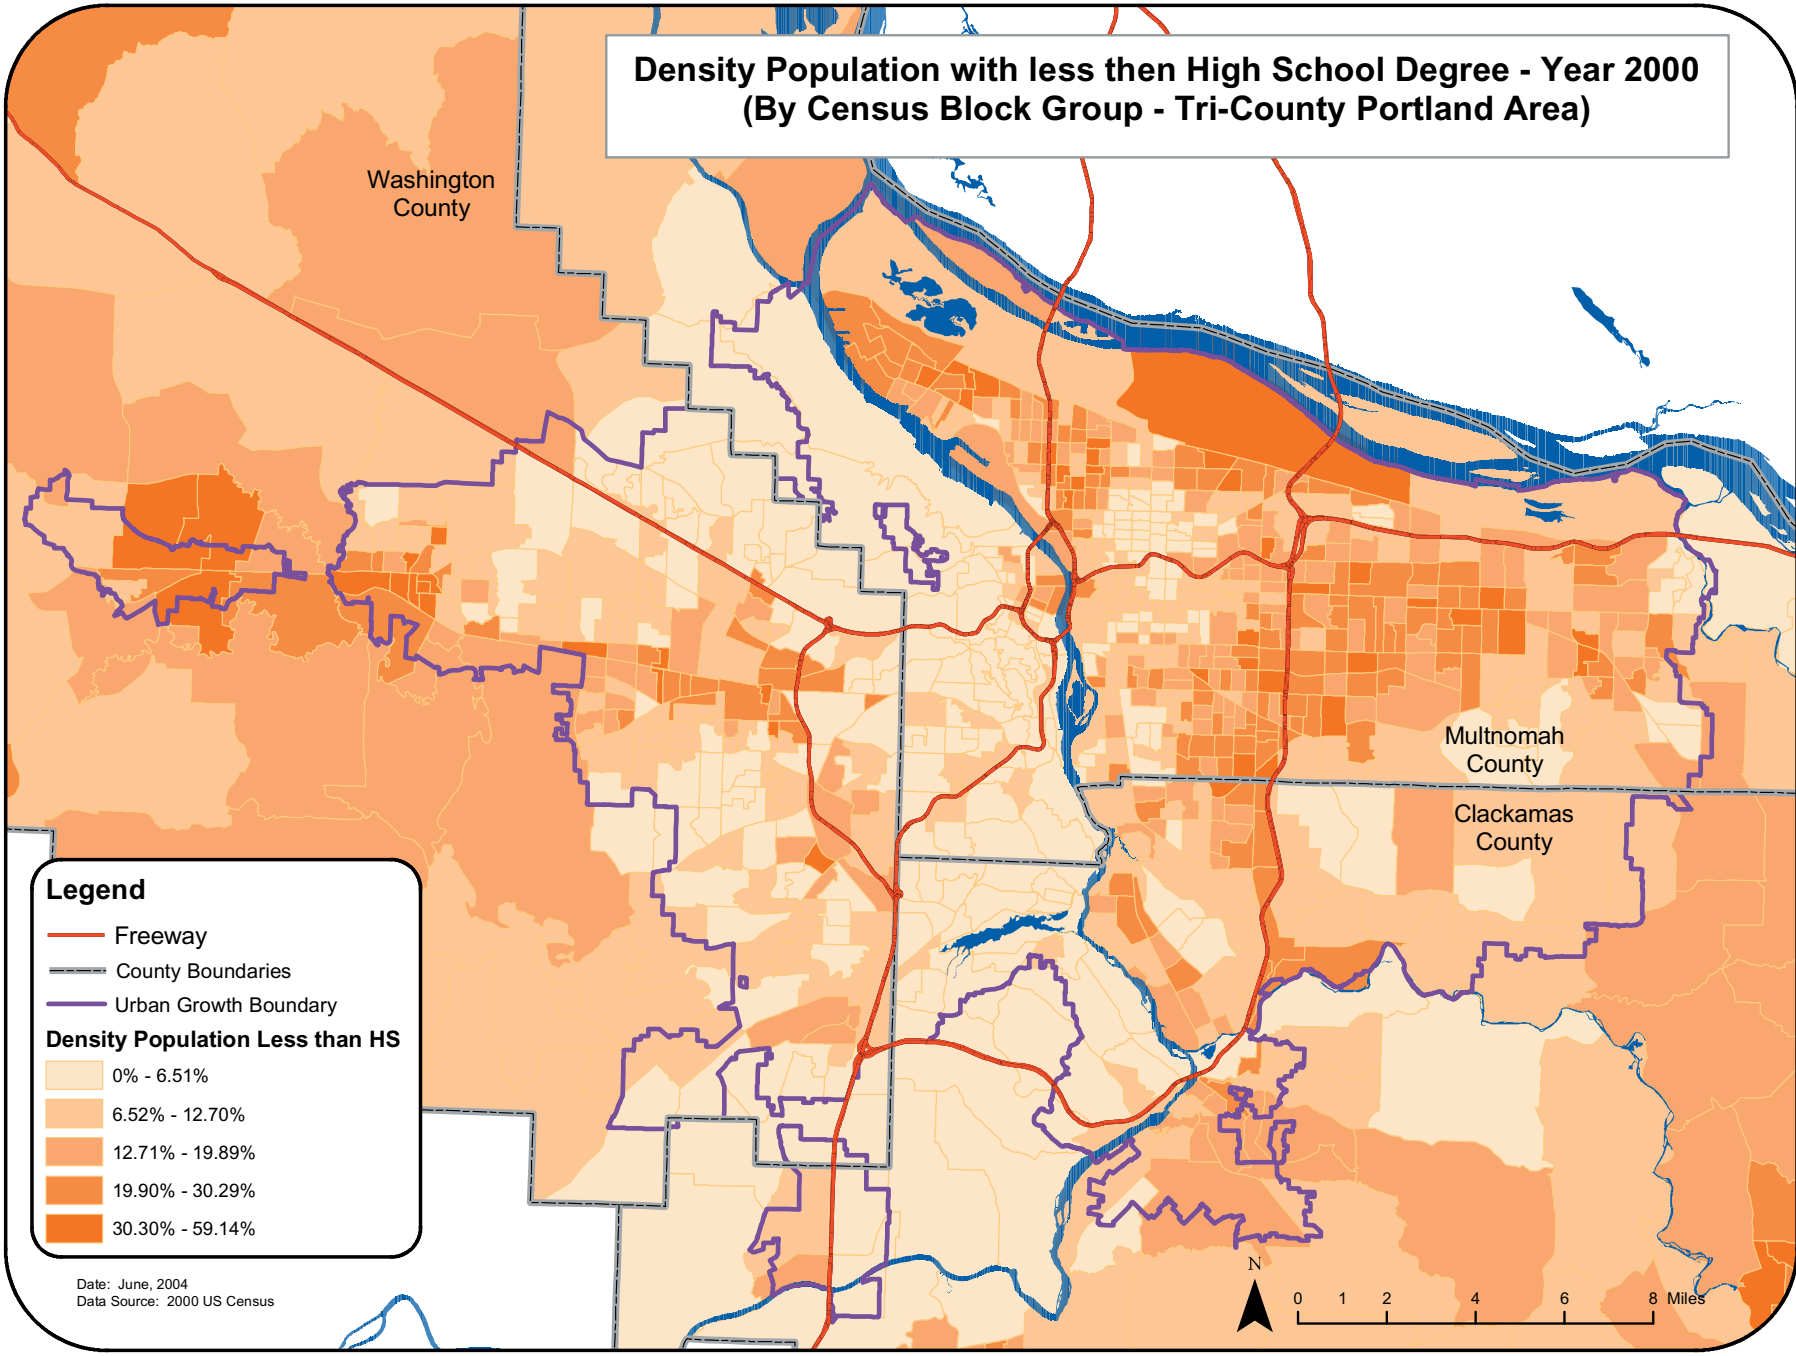 Density Population with less then High School Degree - Year 2000
(By Census Block Group - Tri-County Portland Area)
Washington
County
Multnomah
County
Clackamas
County
Legend
Freeway
County Boundaries
Urban Growth Boundary
Density Population Less than HS
0% - 6.51%
6.52% - 12.70%
12.71% - 19.89%
19.90% - 30.29%
30.30% - 59.14%
Date: June, 2004
Data Source: 2000 US Census
N
0 1 2 4 6 8 Miles